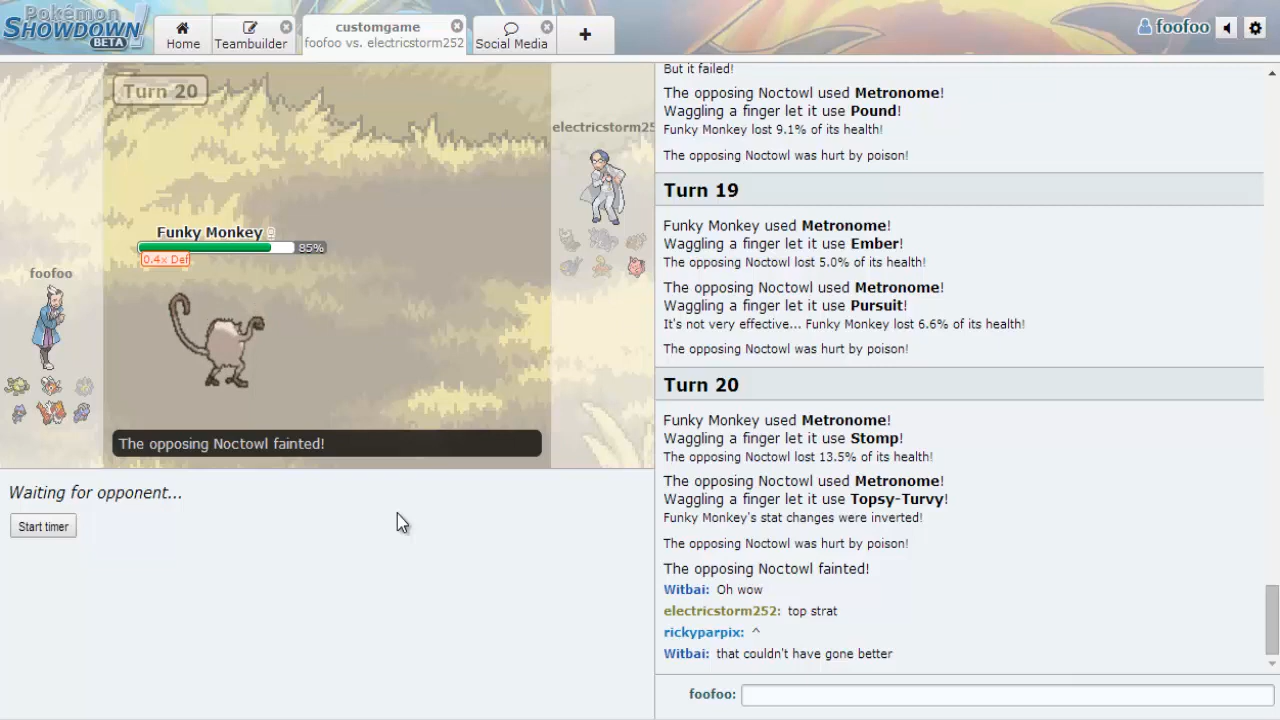 Pokémon
SHOWDOWN!
BETA
Home
Teambuilder
customgame
foofoo vs. electricstorm252
Social Media
+
foofoo
Turn 20
electricstorm25
Funky Monkey
85%
0.4× Def
foofoo
The opposing Noctowl fainted!
Waiting for opponent...
Start timer
But it failed!
The opposing Noctowl used Metronome!
Waggling a finger let it use Pound!
Funky Monkey lost 9.1% of its health!
The opposing Noctowl was hurt by poison!
Turn 19
Funky Monkey used Metronome!
Waggling a finger let it use Ember!
The opposing Noctowl lost 5.0% of its health!
The opposing Noctowl used Metronome!
Waggling a finger let it use Pursuit!
It's not very effective... Funky Monkey lost 6.6% of its health!
The opposing Noctowl was hurt by poison!
Turn 20
Funky Monkey used Metronome!
Waggling a finger let it use Stomp!
The opposing Noctowl lost 13.5% of its health!
The opposing Noctowl used Metronome!
Waggling a finger let it use Topsy-Turvy!
Funky Monkey's stat changes were inverted!
The opposing Noctowl was hurt by poison!
The opposing Noctowl fainted!
Witbai: Oh wow
electricstorm252: top strat
rickyparpix: ^
Witbai: that couldn't have gone better
foofoo: